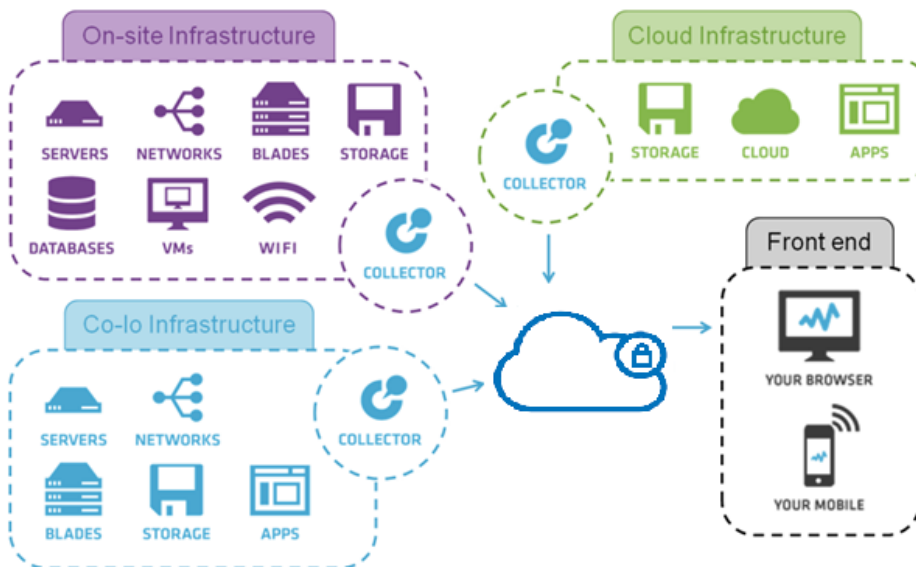 On-site Infrastructure
SERVERS
NETWORKS
BLADES
STORAGE
DATABASES
VMs
WIFI
COLLECTOR
Cloud Infrastructure
COLLECTOR
STORAGE
CLOUD
APPS
Co-lo Infrastructure
SERVERS
NETWORKS
COLLECTOR
BLADES
STORAGE
APPS
Front end
YOUR BROWSER
YOUR MOBILE